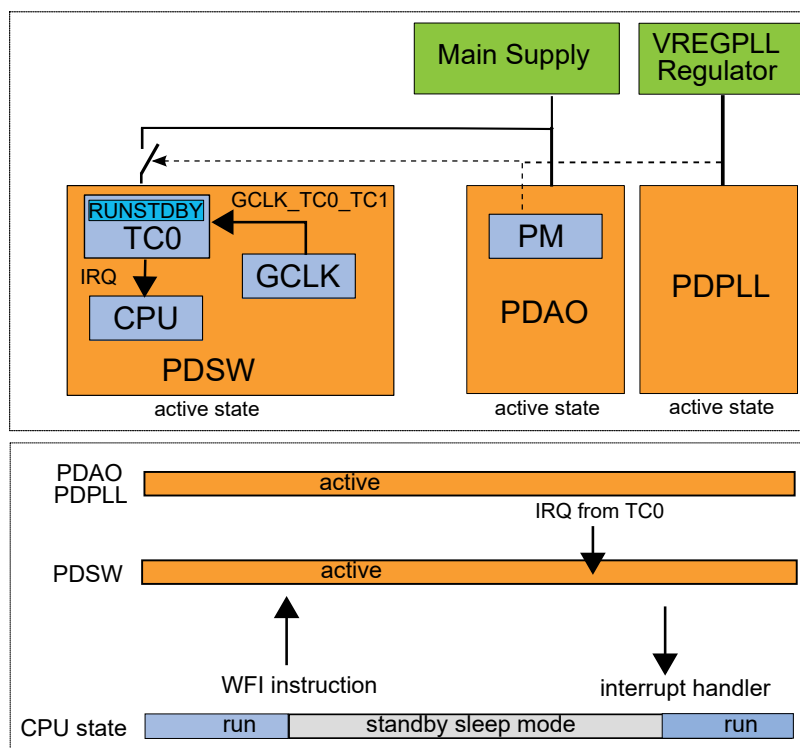 Main Supply
VREGPLL
Regulator
RUNSTDBY
GCLK_TC0_TC1
TC0
PM
IRQ
GCLK
CPU
PDAO
PDPLL
PDSW
active state
active state
active state
PDAO
PDPLL
active
IRQ from TC0
PDSW
active
WFI instruction
interrupt handler
CPU state
run
standby sleep mode
run